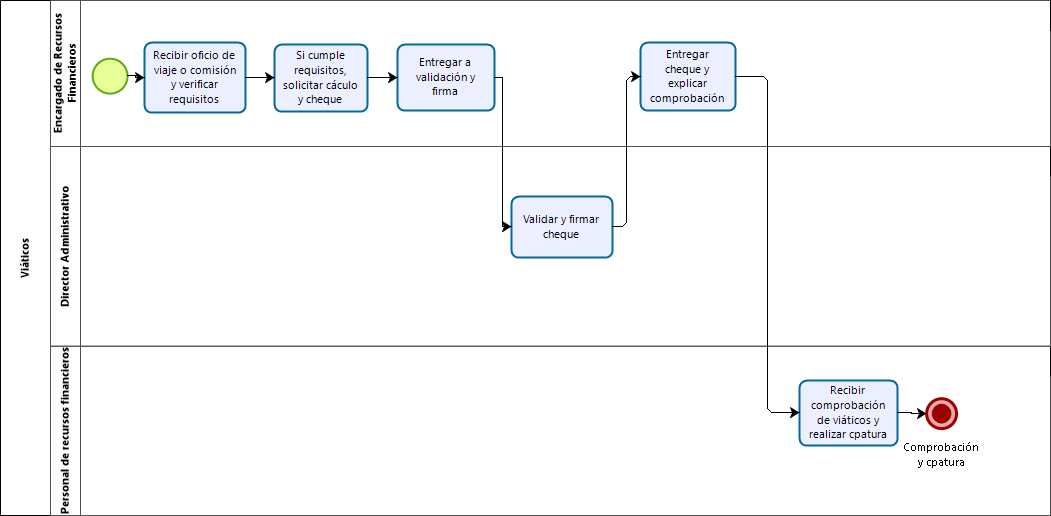 Viáticos
Encargado de Recursos
Financieros
Recibir oficio de
viaje o comisión
y verificar
requisitos
Si cumple
requisitos,
solicitar cáculo
y cheque
Entregar a
validación y
firma
Entregar
cheque y
explicar
comprobación
Director Administrativo
Validar y firmar
cheque
Personal de recursos financieros
Recibir
comprobación
de viáticos y
realizar cpatura
Comprobación
y cpatura